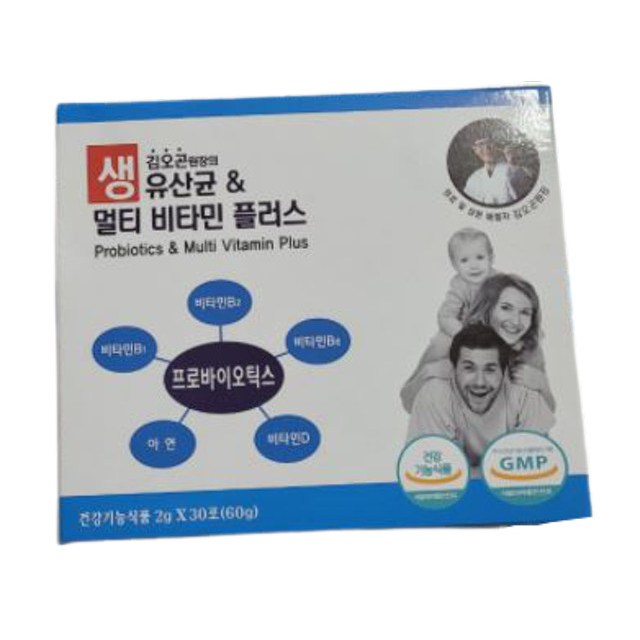 생
김오곤원장의
유산균 &
멀티 비타민 플러스
Probiotics & Multi Vitamin Plus
비타민B2
비타민B1
비타민B6
프로바이오틱스
아 연
비타민D
건강
기능식품
GMP
건강기능식품 2g X 30포(60g)